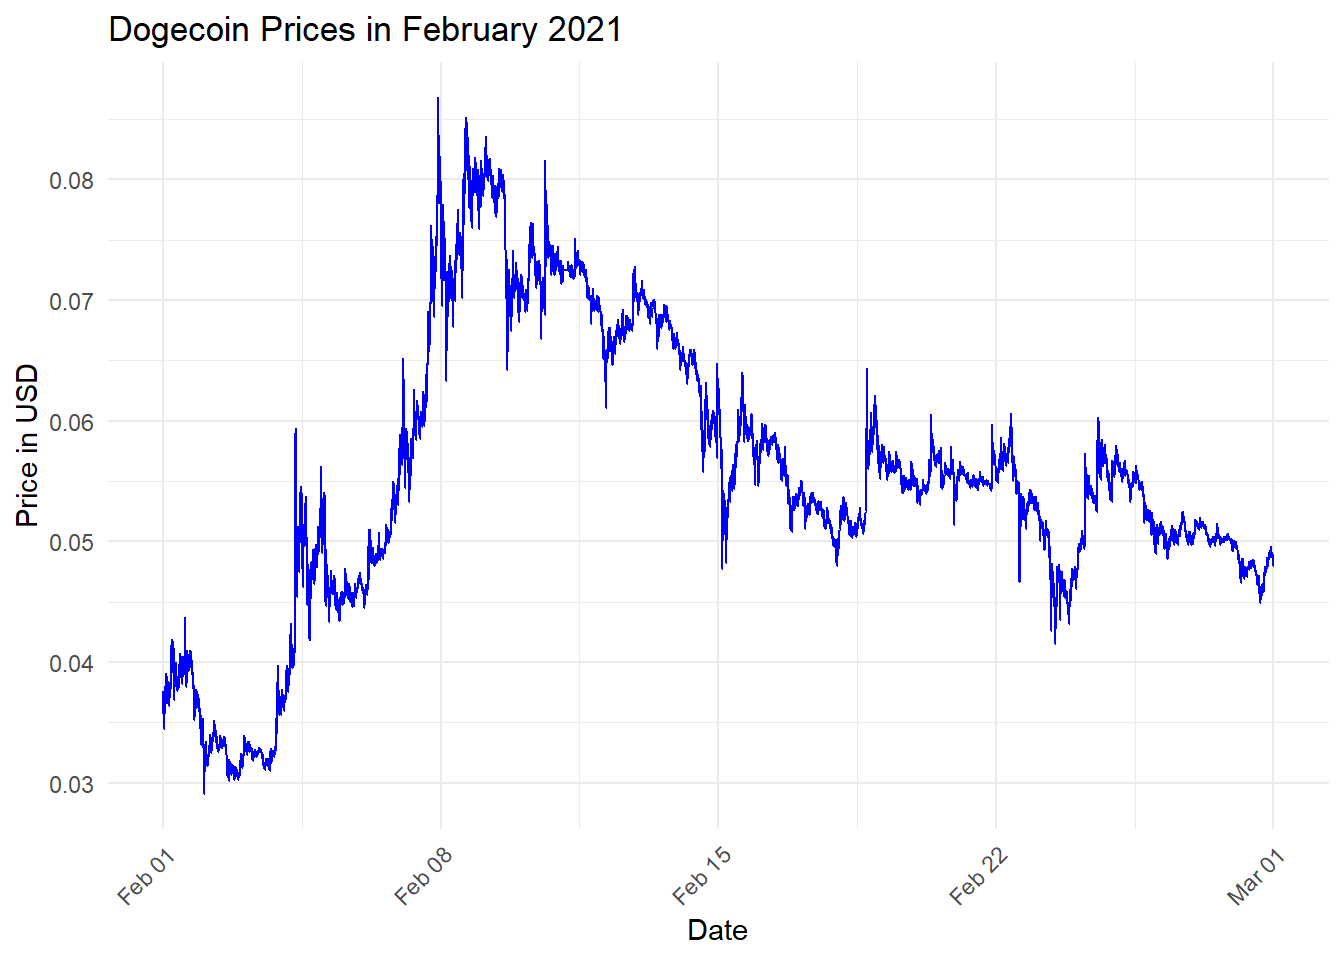 Dogecoin Prices in February 2021
Price in USD
0.08
0.07
0.06
0.05
0.04
0.03
Feb 01
Feb 08
Feb 15
Feb 22
Mar 01
Date